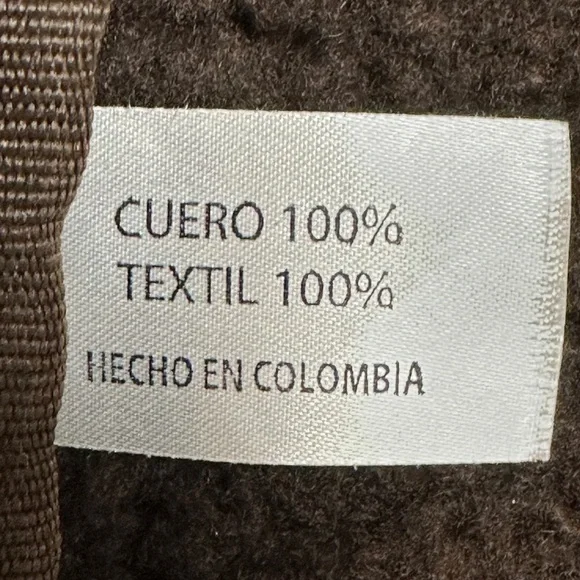 CUERO 100%
TEXTIL 100%
HECHO EN COLOMBIA